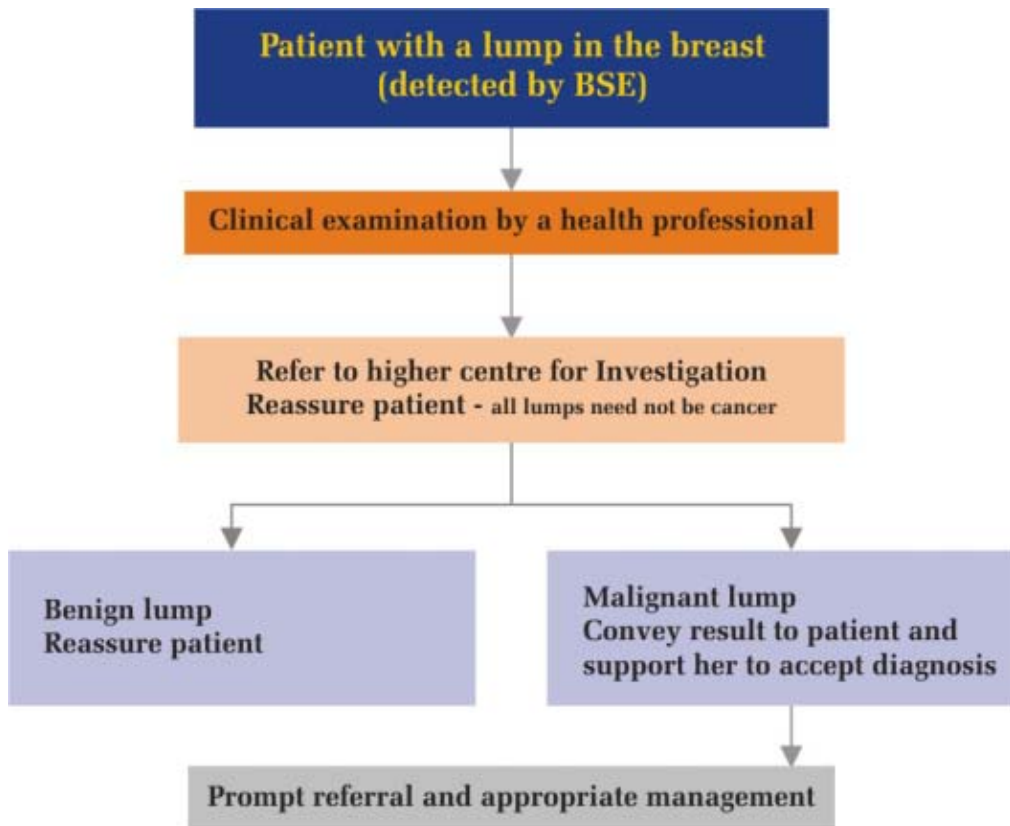 Patient with a lump in the breast
(detected by BSE)
Clinical examination by a health professional
Refer to higher centre for Investigation
Reassure patient - all lumps need not be cancer
Benign lump
Reassure patient
Malignant lump
Convey result to patient and
support her to accept diagnosis
Prompt referral and appropriate management